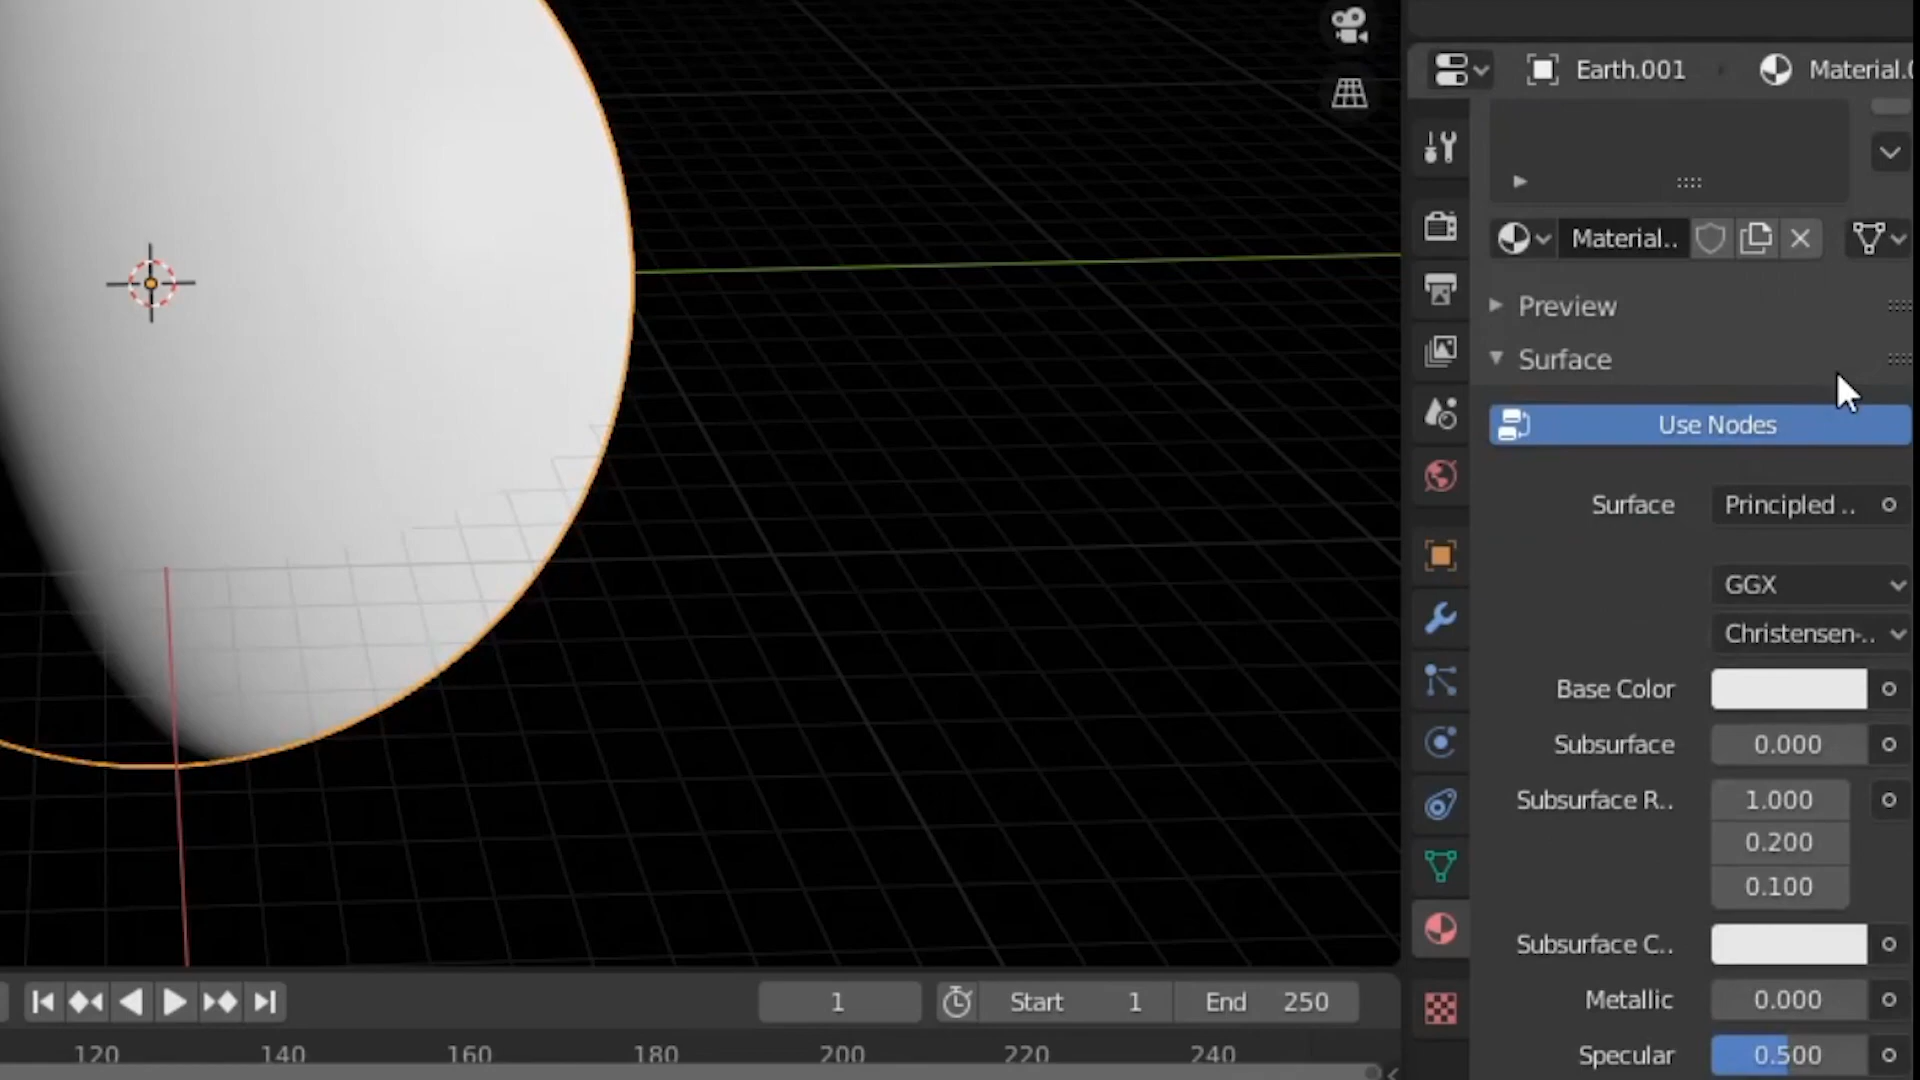 Earth.001
Material.
Material..
Preview
Surface
Use Nodes
Surface Principled ..
GGX
Christensen-..
Base Color
Subsurface 0.000
Subsurface R.. 1.000
0.200
0.100
Subsurface C..
Metallic 0.000
Specular 0.500
1 Start 1 End 250
120 140 160 180 200 220 240